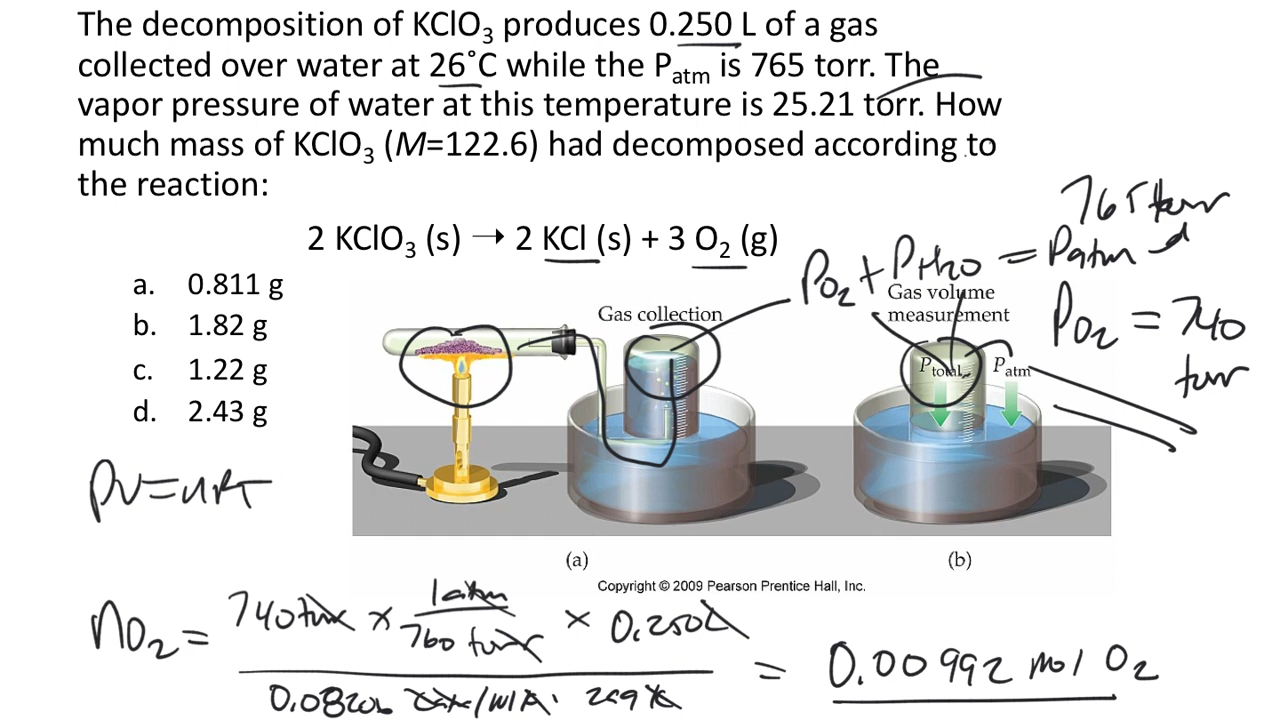 The decomposition of KClO₃ produces 0.250 L of a gas
collected over water at 26°C while the Pₐₜₘ is 765 torr. The
vapor pressure of water at this temperature is 25.21 torr. How
much mass of KClO₃ (M=122.6) had decomposed according to
the reaction:
2 KClO₃ (s) → 2 KCl (s) + 3 O₂ (g)
a. 0.811 g
b. 1.82 g
c. 1.22 g
d. 2.43 g
765 torr
PO₂ + PH₂O = Patm
PO₂ = 740
torr
Gas collection
Gas volume
measurement
Pₜₒₜₐₗ
Pₐₜₘ
(a)
(b)
Copyright © 2009 Pearson Prentice Hall, Inc.
PV=nRT
nO₂ = 740 torr × 1 atm / 760 torr × 0.250 L
= 0.00992 mol O₂
0.08206